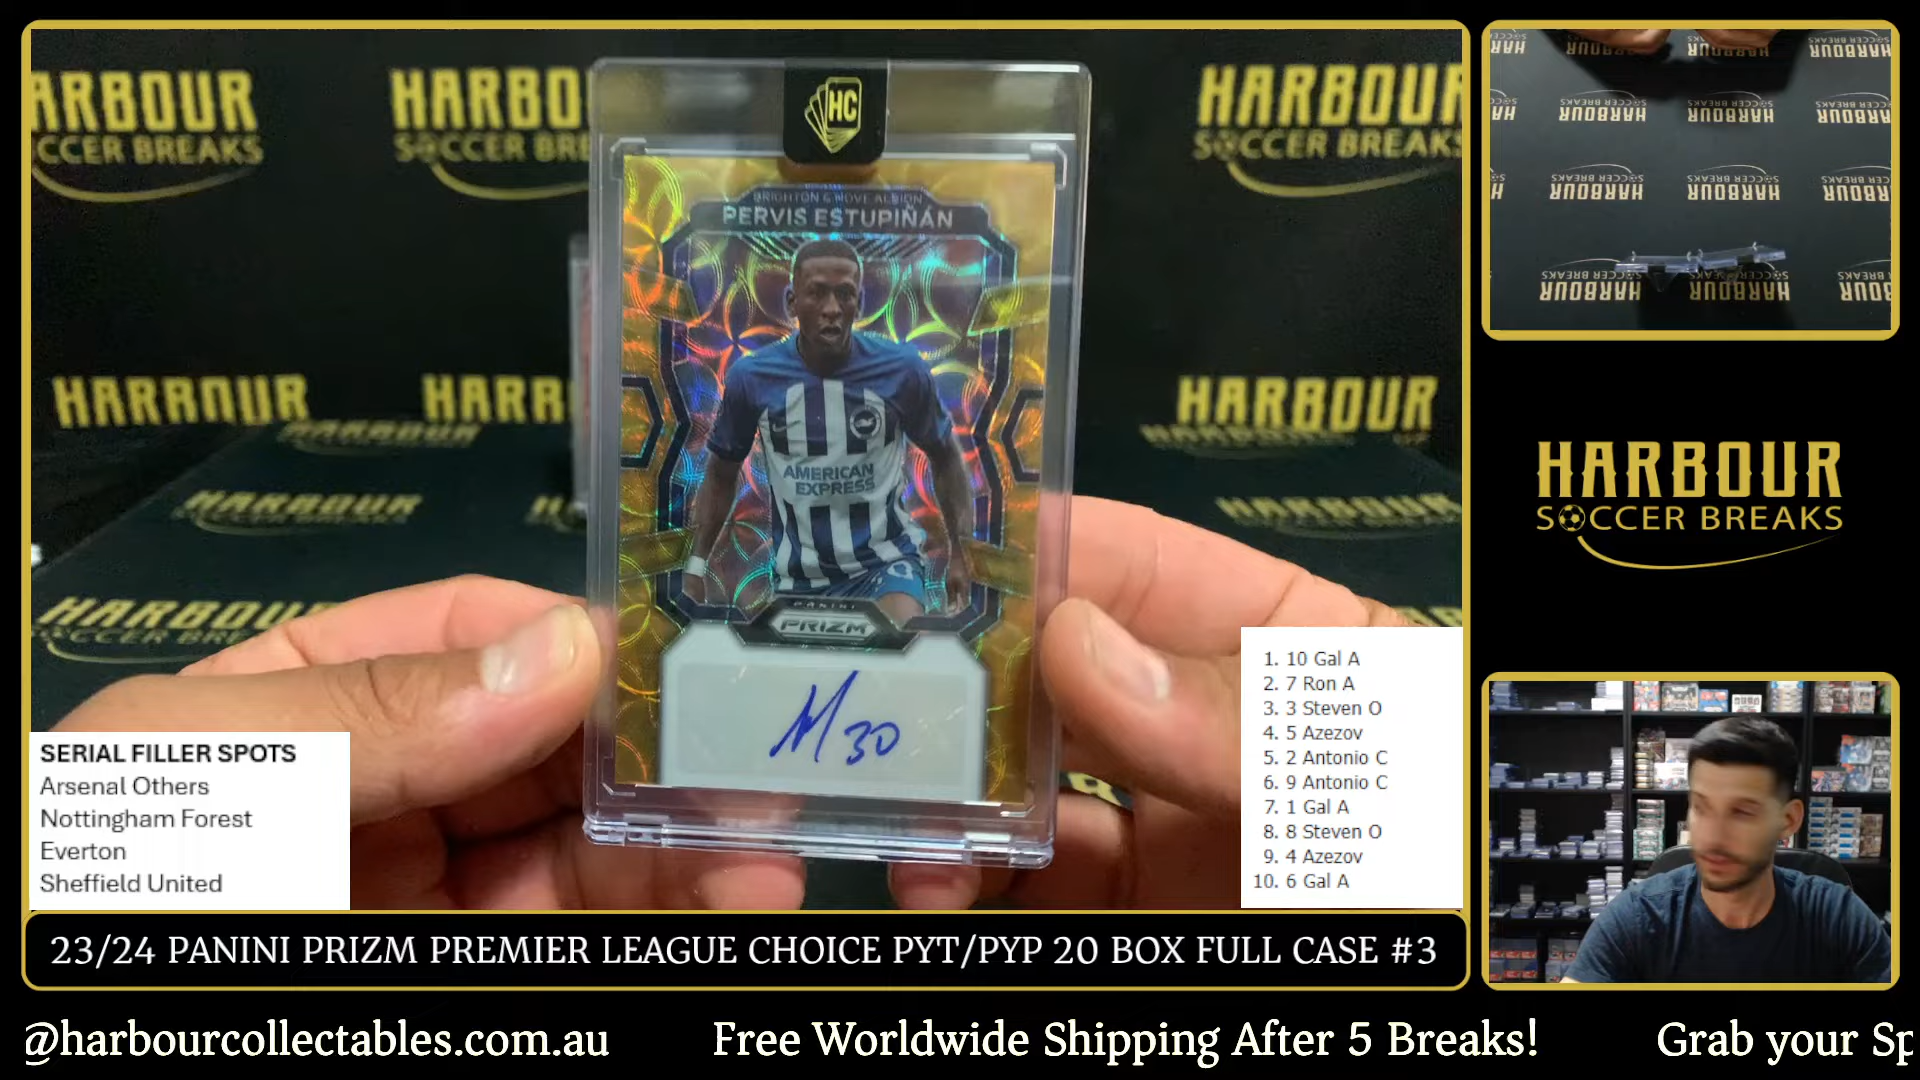 HARBOUR
SOCCER BREAKS
HC
BRIGHTON & HOVE ALBION
PERVIS ESTUPIÑÁN
AMERICAN
EXPRESS
PANINI
PRIZM
30
SERIAL FILLER SPOTS
Arsenal Others
Nottingham Forest
Everton
Sheffield United
1. 10 Gal A
2. 7 Ron A
3. 3 Steven O
4. 5 Azezov
5. 2 Antonio C
6. 9 Antonio C
7. 1 Gal A
8. 8 Steven O
9. 4 Azezov
10. 6 Gal A
HARBOUR
SOCCER BREAKS
23/24 PANINI PRIZM PREMIER LEAGUE CHOICE PYT/PYP 20 BOX FULL CASE #3
@harbourcollectables.com.au
Free Worldwide Shipping After 5 Breaks!
Grab your Sp